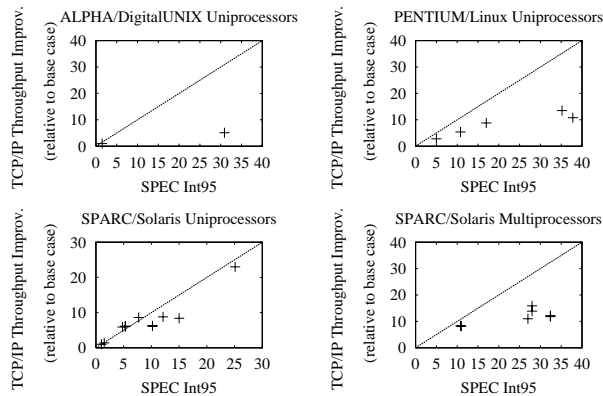 ALPHA/DigitalUNIX Uniprocessors
TCP/IP Throughput Improv.
(relative to base case)
40
30
20
10
0
0 5 10 15 20 25 30 35 40
SPEC Int95
PENTIUM/Linux Uniprocessors
TCP/IP Throughput Improv.
(relative to base case)
40
30
20
10
0
0 5 10 15 20 25 30 35 40
SPEC Int95
SPARC/Solaris Uniprocessors
TCP/IP Throughput Improv.
(relative to base case)
30
20
10
0
0 5 10 15 20 25 30
SPEC Int95
SPARC/Solaris Multiprocessors
TCP/IP Throughput Improv.
(relative to base case)
40
30
20
10
0
0 5 10 15 20 25 30 35 40
SPEC Int95